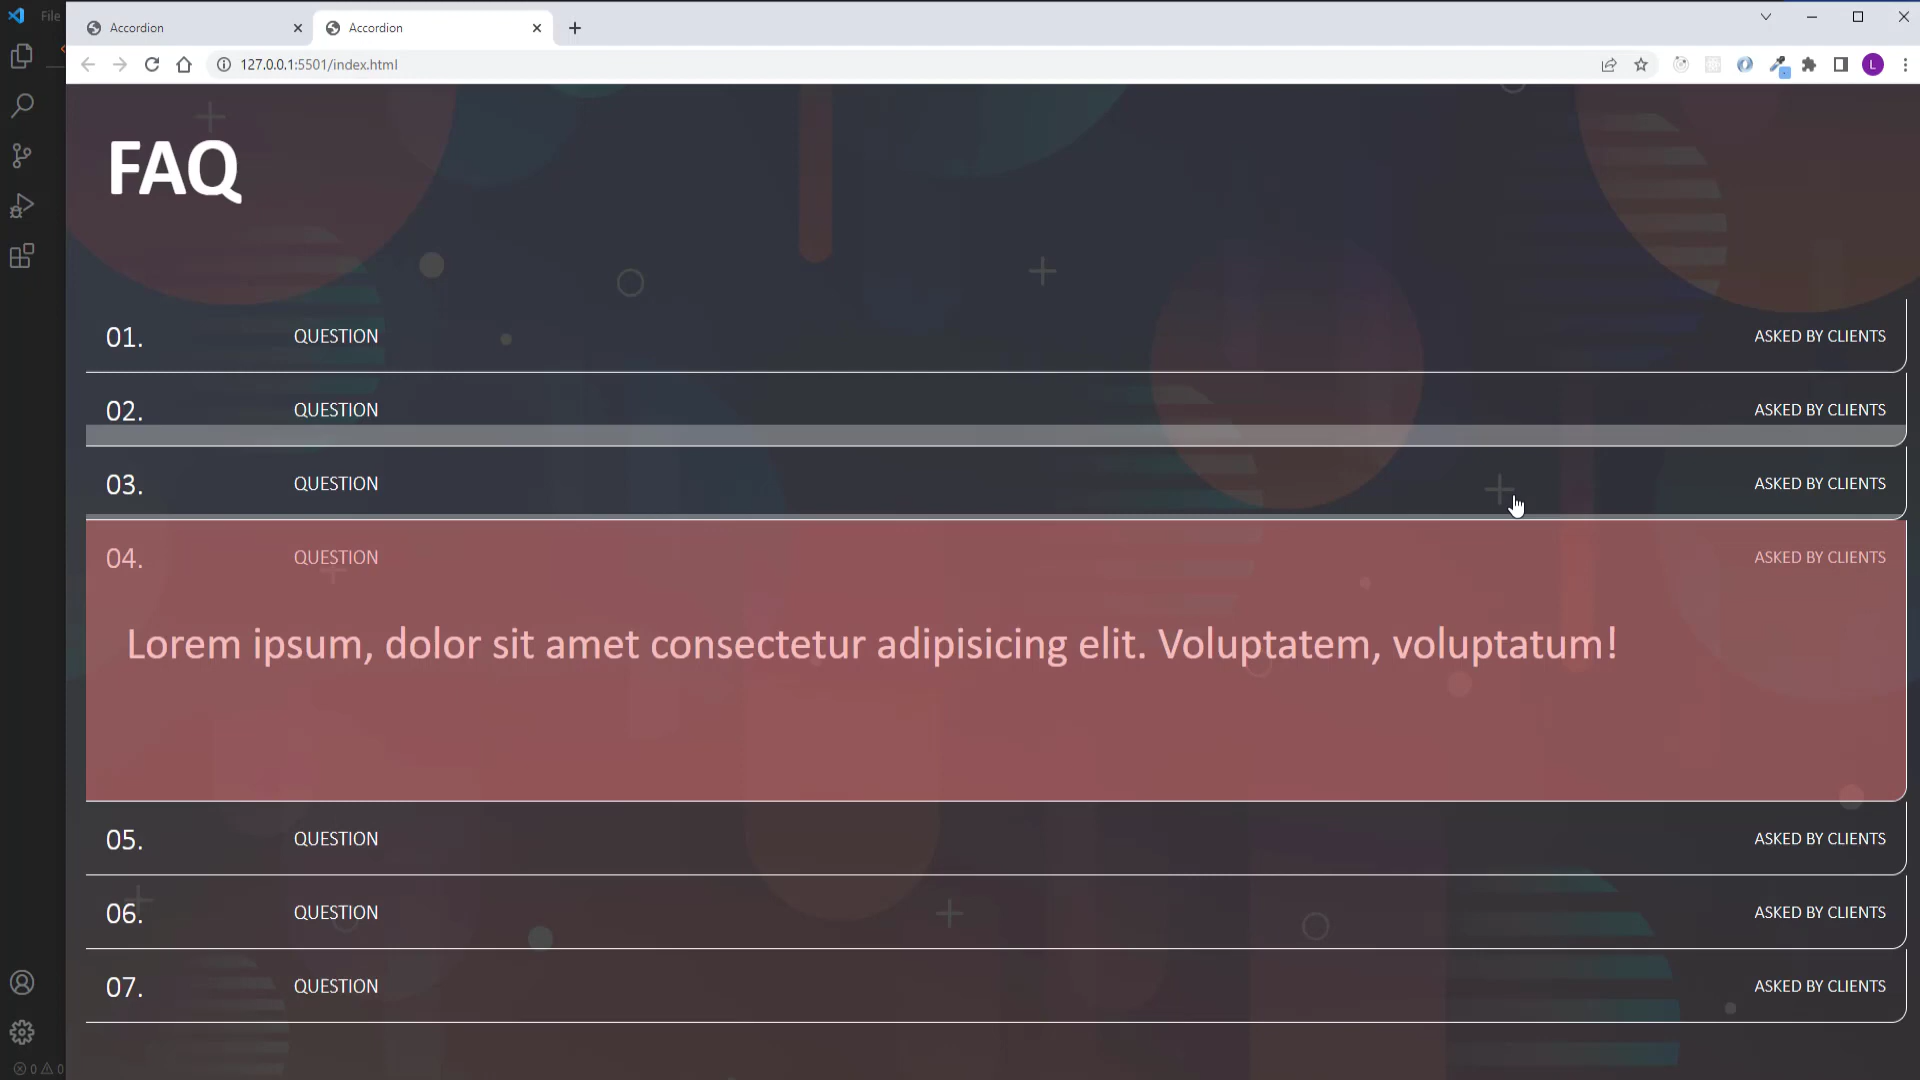 File
Accordion
Accordion
127.0.0.1:5501/index.html
L
FAQ
01. QUESTION ASKED BY CLIENTS
02. QUESTION ASKED BY CLIENTS
03. QUESTION ASKED BY CLIENTS
04. QUESTION ASKED BY CLIENTS
Lorem ipsum, dolor sit amet consectetur adipisicing elit. Voluptatem, voluptatum!
05. QUESTION ASKED BY CLIENTS
06. QUESTION ASKED BY CLIENTS
07. QUESTION ASKED BY CLIENTS
0 0